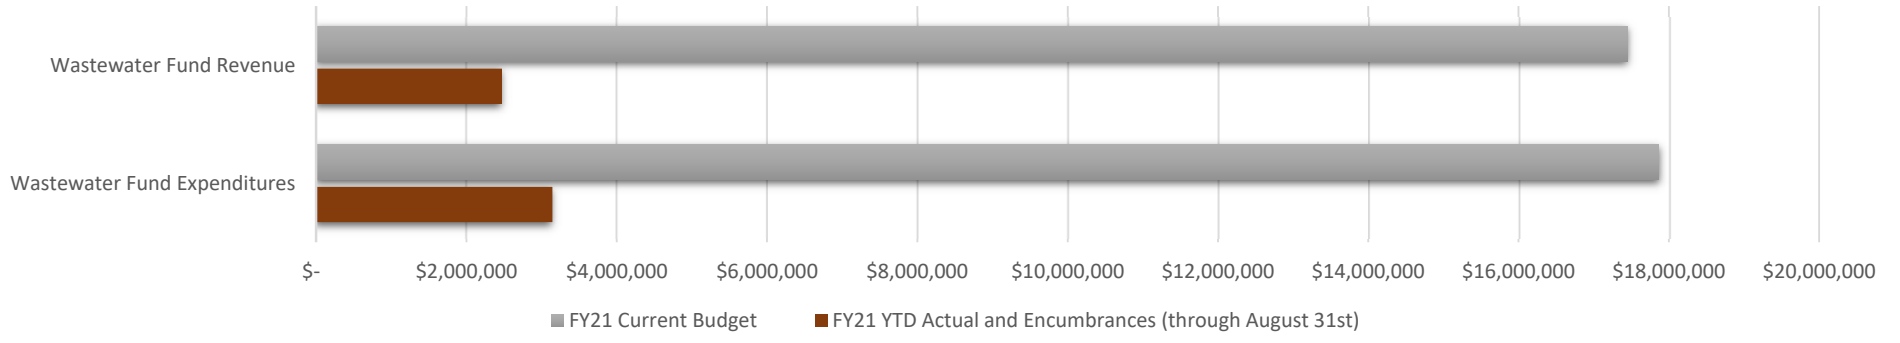 Wastewater Fund Revenue
Wastewater Fund Expenditures
$- $2,000,000 $4,000,000 $6,000,000 $8,000,000 $10,000,000 $12,000,000 $14,000,000 $16,000,000 $18,000,000 $20,000,000
FY21 Current Budget FY21 YTD Actual and Encumbrances (through August 31st)